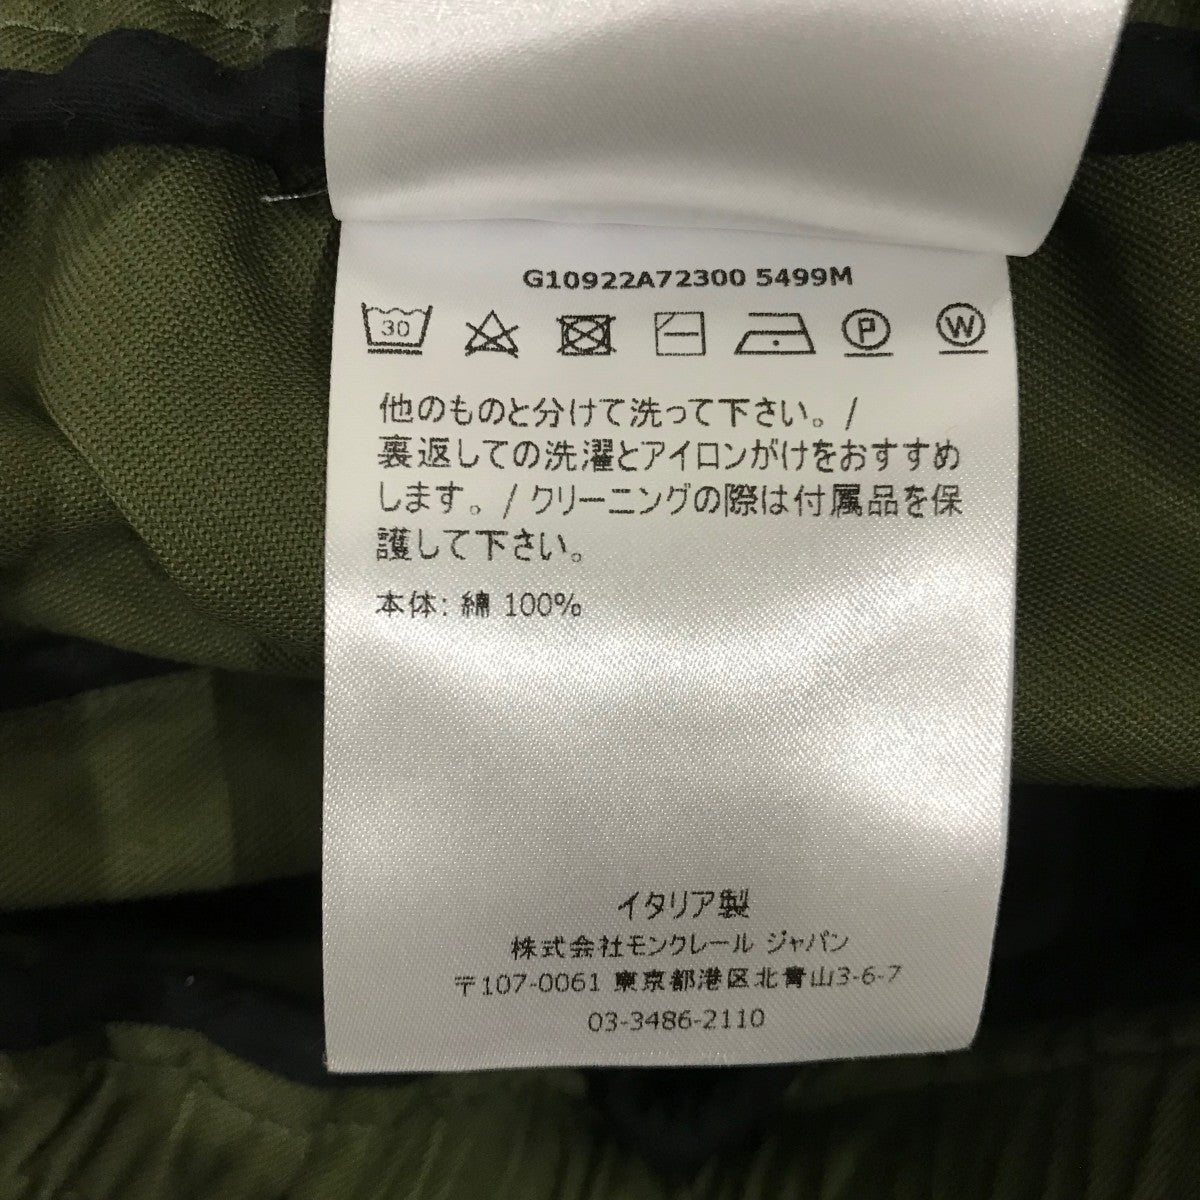 G10922A72300 5499M
30
P
W
他のものと分けて洗って下さい。/
裏返しての洗濯とアイロンがけをおすすめ
します。/ クリーニングの際は付属品を保
護して下さい。
本体: 綿 100%
イタリア製
株式会社モンクレール ジャパン
〒107-0061 東京都港区北青山3-6-7
03-3486-2110